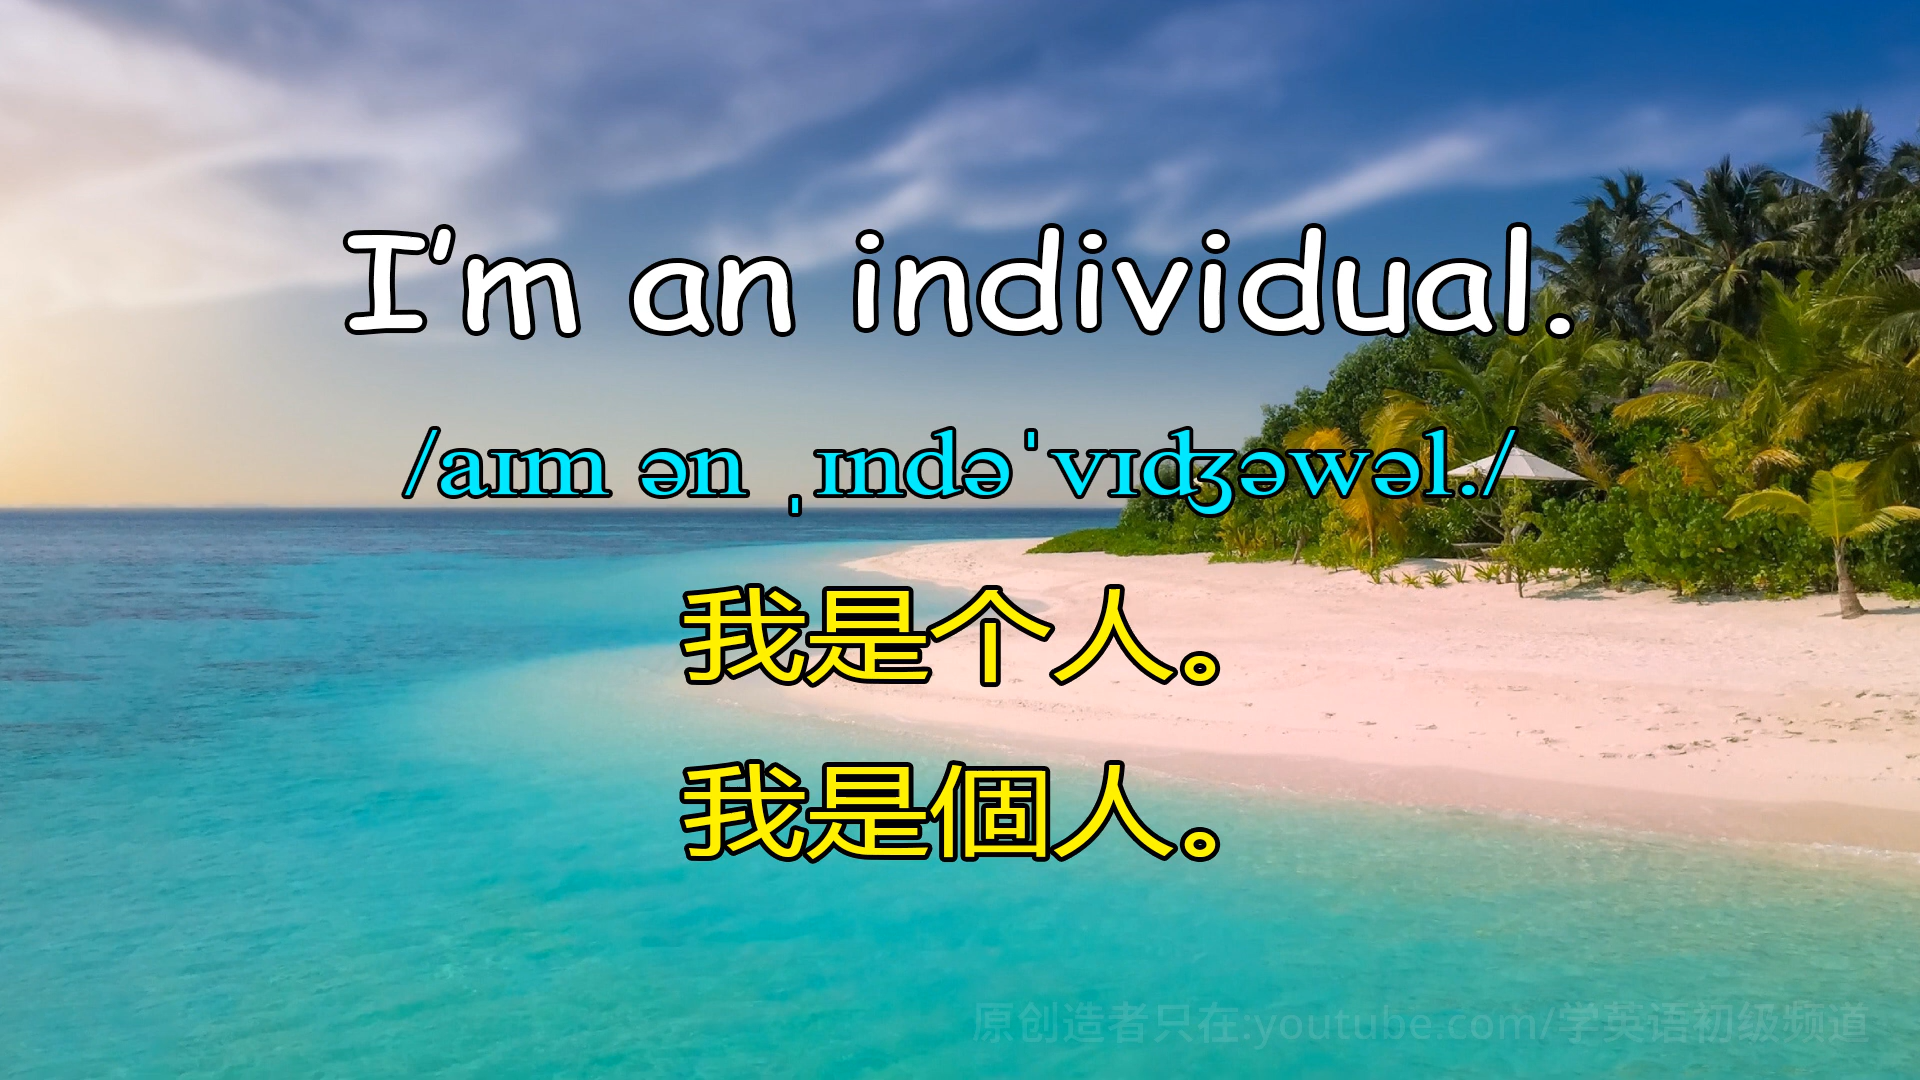 I'm an individual.
/aɪm ən ˌɪndəˈvɪʤəwəl./
我是个人。
我是個人。
原创造者只在:youtube.com/学英语初级频道